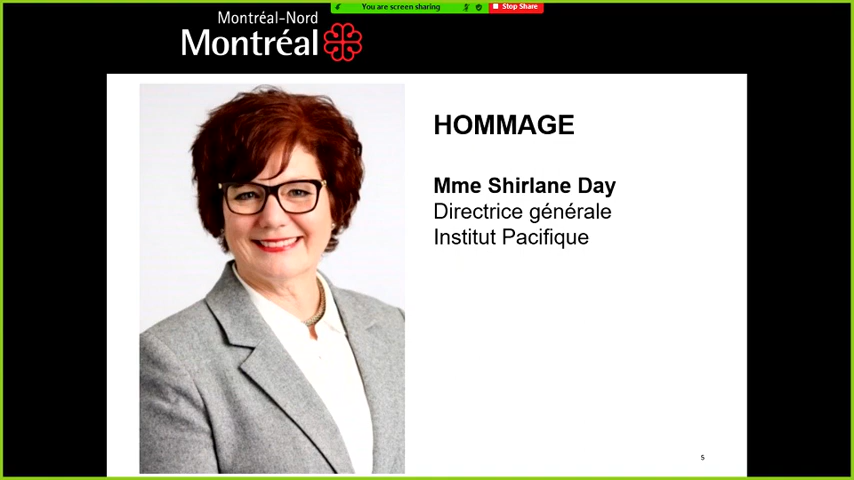 You are screen sharing
Stop Share
Montréal-Nord
Montréal
HOMMAGE
Mme Shirlane Day
Directrice générale
Institut Pacifique
5